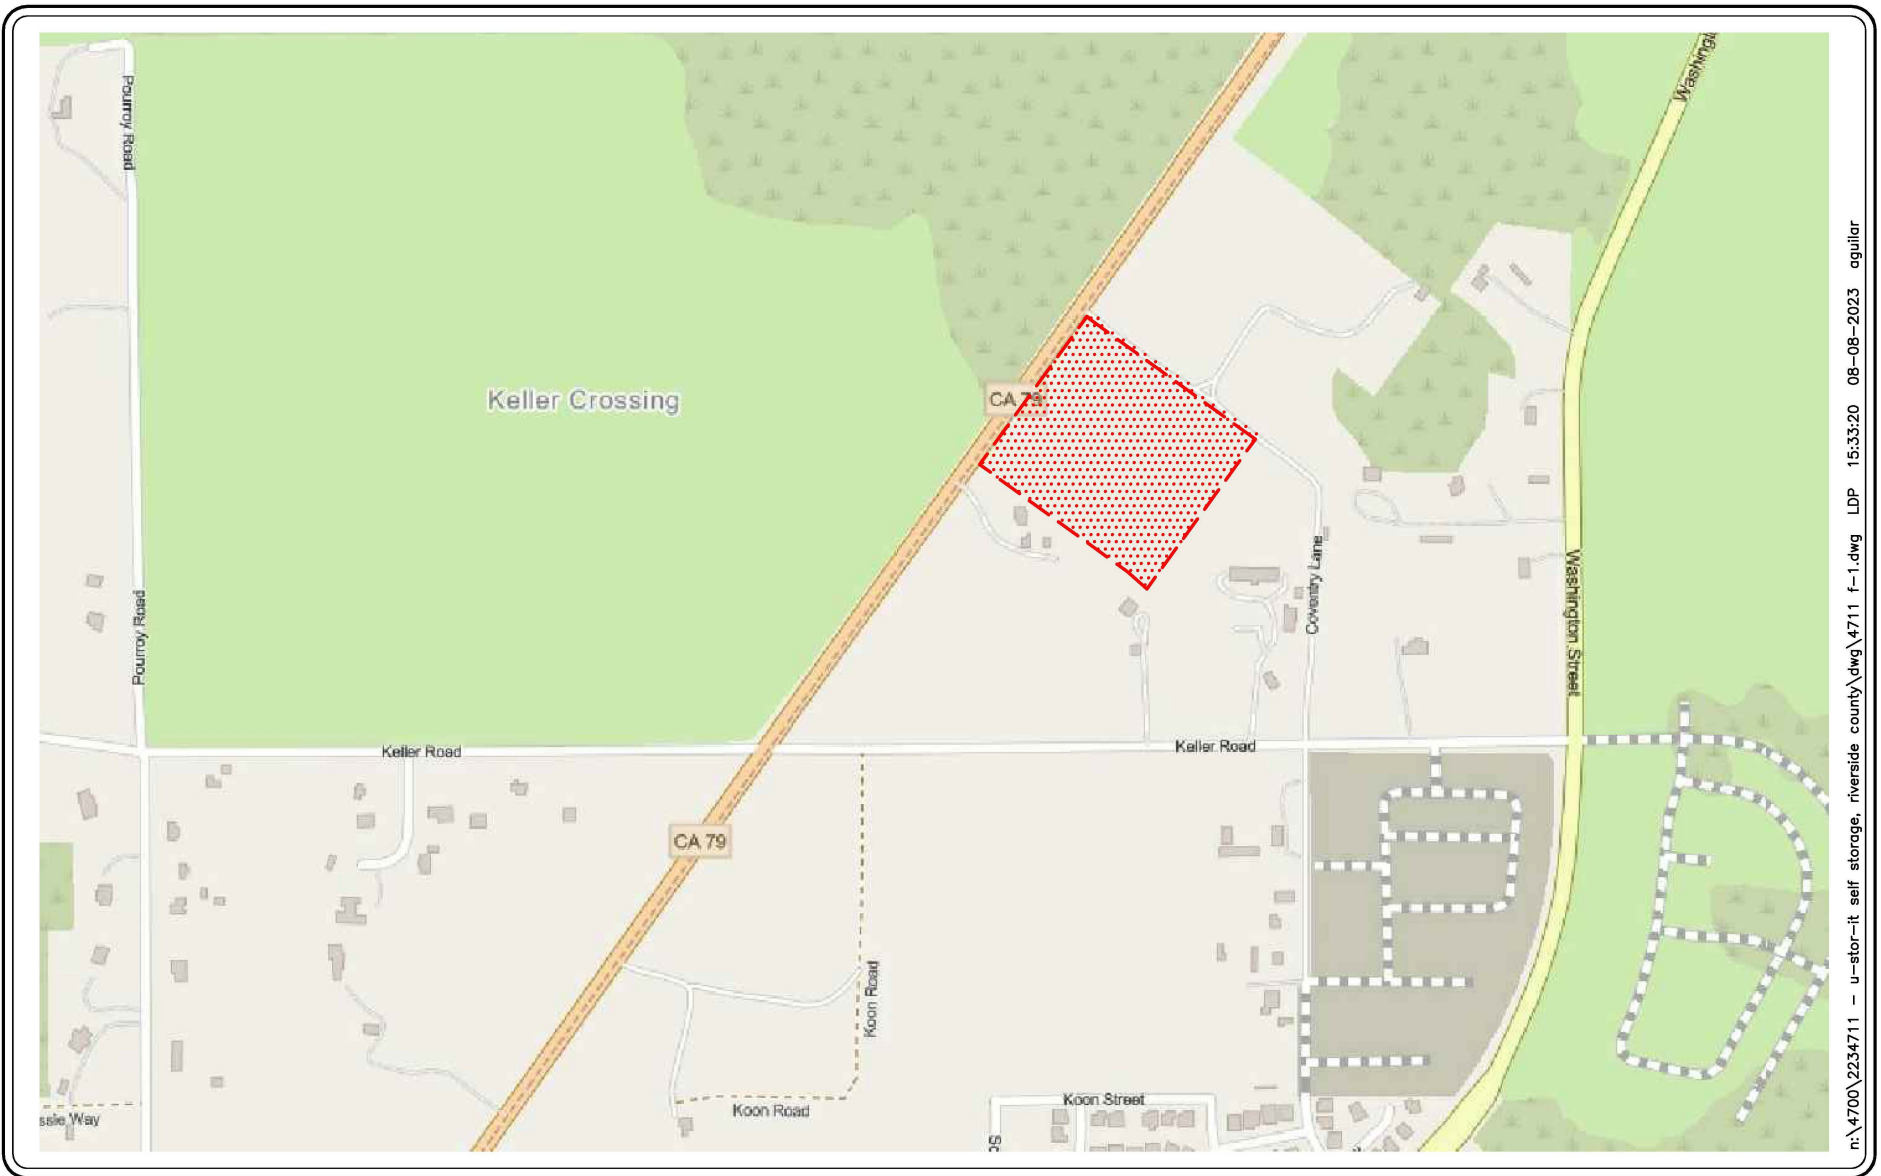 Washingt
Pourroy Road
Keller Crossing
CA 79
Coventry Lane
Washington Street
Pourroy Road
Keller Road
Keller Road
CA 79
Koon Road
Koon Road
Koon Street
ssie Way
Sc
n:\4700\2234711 - u-stor-it self storage, riverside county\dwg\4711 f-1.dwg LDP 15:33:20 08-08-2023 aguilar